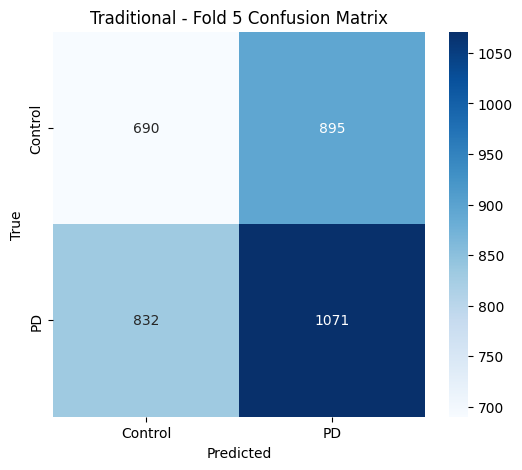 Traditional - Fold 5 Confusion Matrix
Control
PD
True
690
895
832
1071
Control
PD
Predicted
1050
1000
950
900
850
800
750
700